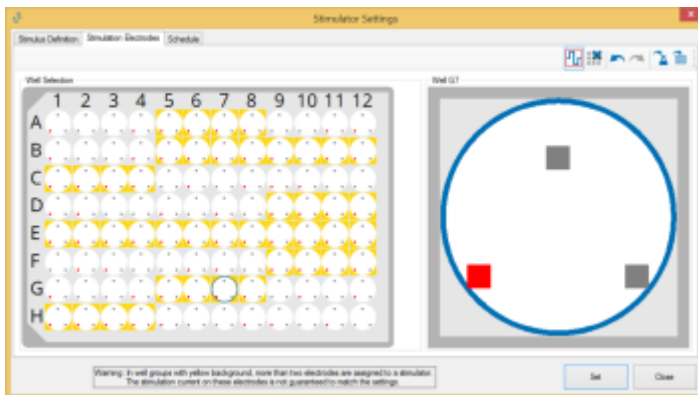 Stimulator Settings
Stimulus Definition Stimulation Electrodes Schedule
Well Selection
Well G7
1 2 3 4 5 6 7 8 9 10 11 12
A
B
C
D
E
F
G
H
Warning: In well groups with yellow background, more than two electrodes are assigned to a stimulator.
The stimulation current on these electrodes is not guaranteed to match the settings.
Set
Close